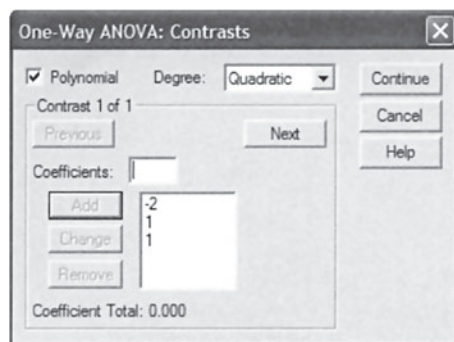 One-Way ANOVA: Contrasts
Polynomial Degree: Quadratic Continue
Contrast 1 of 1
Cancel
Previous Next
Help
Coefficients:
Add -2
1
Change 1
Remove
Coefficient Total: 0.000